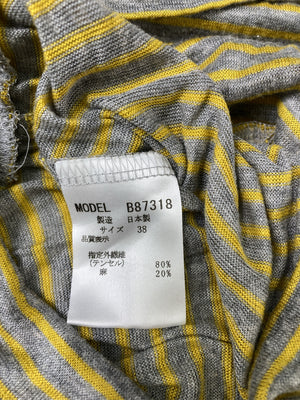 MODEL B87318
製造 日本製
サイズ 38
品質表示
指定外繊維
(テンセル) 80%
麻 20%